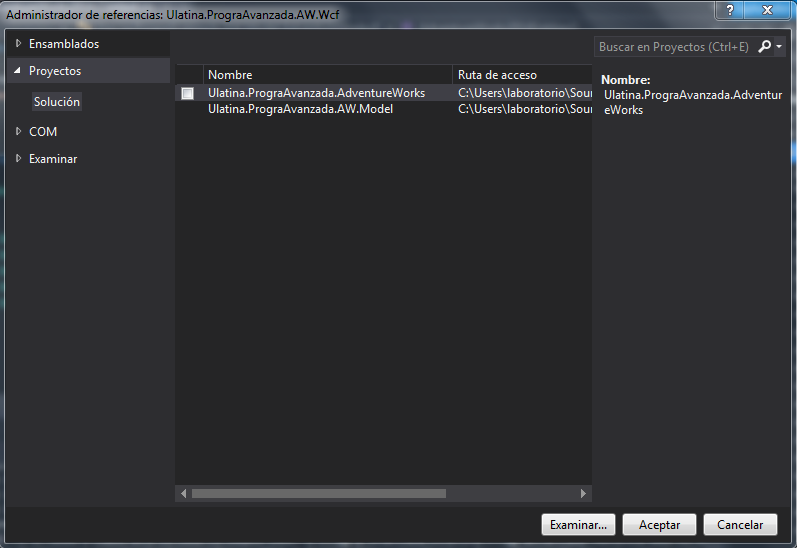 Administrador de referencias: Ulatina.PrograAvanzada.AW.Wcf
Ensamblados
Proyectos
Solución
COM
Examinar
Nombre Ruta de acceso
Ulatina.PrograAvanzada.AdventureWorks C:\Users\laboratorio\Sour
Ulatina.PrograAvanzada.AW.Model C:\Users\laboratorio\Sour
Buscar en Proyectos (Ctrl+E)
Nombre:
Ulatina.PrograAvanzada.Adventur
eWorks
Examinar... Aceptar Cancelar